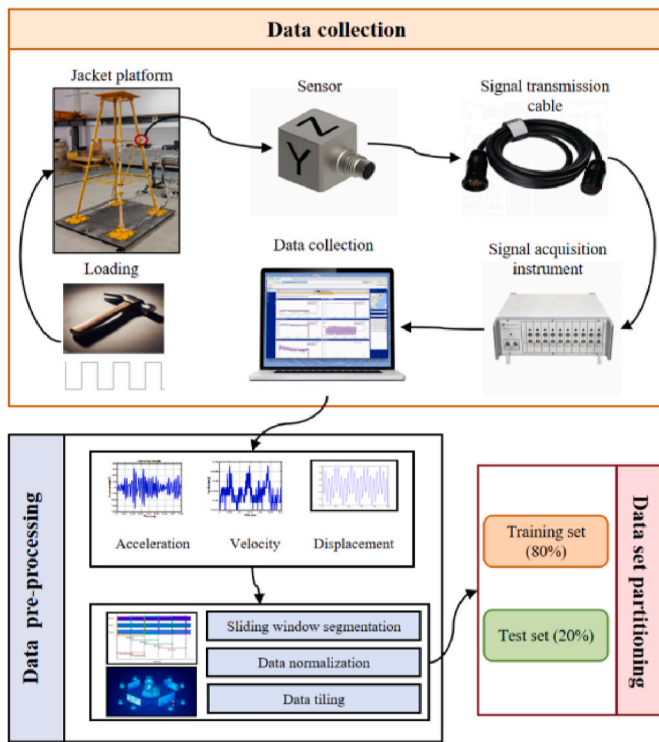 Data collection
Jacket platform
Sensor
Signal transmission
cable
Z
Y
Data collection
Signal acquisition
instrument
Loading
Data pre-processing
Acceleration
Velocity
Displacement
Sliding window segmentation
Data normalization
Data tiling
Training set
(80%)
Test set (20%)
Data set partitioning